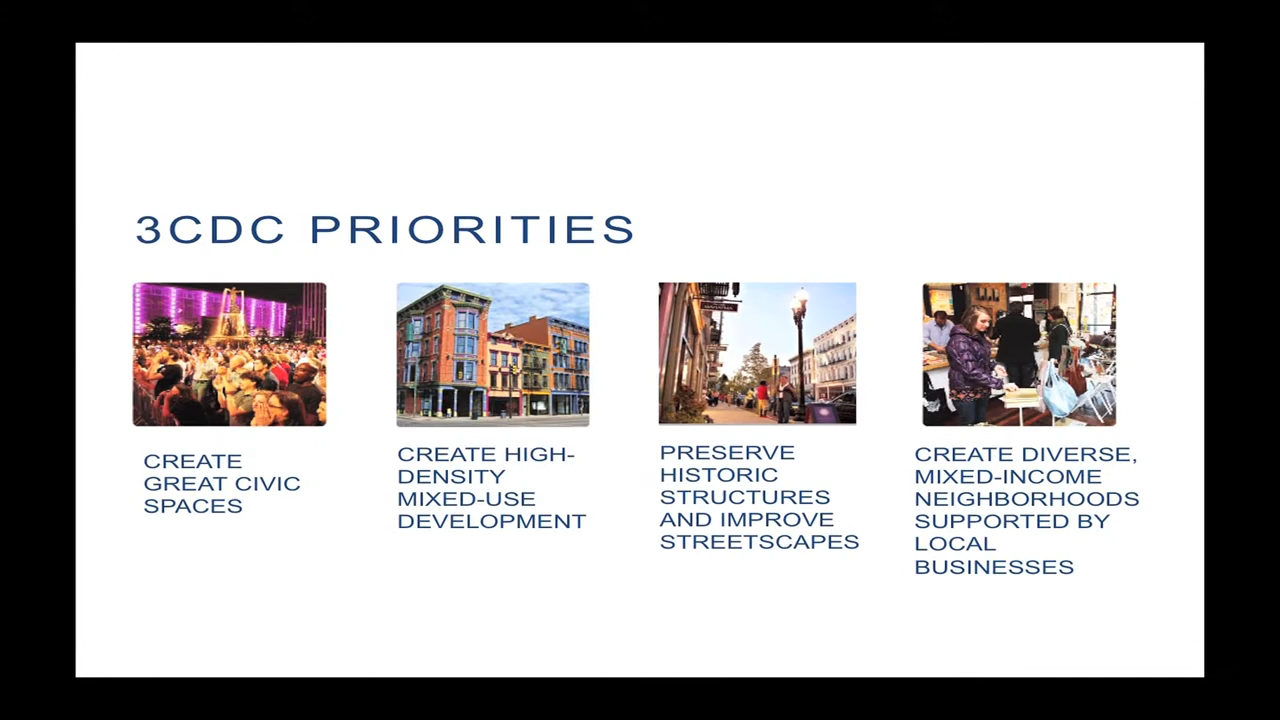 3CDC PRIORITIES
CREATE
GREAT CIVIC
SPACES
CREATE HIGH-
DENSITY
MIXED-USE
DEVELOPMENT
PRESERVE
HISTORIC
STRUCTURES
AND IMPROVE
STREETSCAPES
CREATE DIVERSE,
MIXED-INCOME
NEIGHBORHOODS
SUPPORTED BY
LOCAL
BUSINESSES